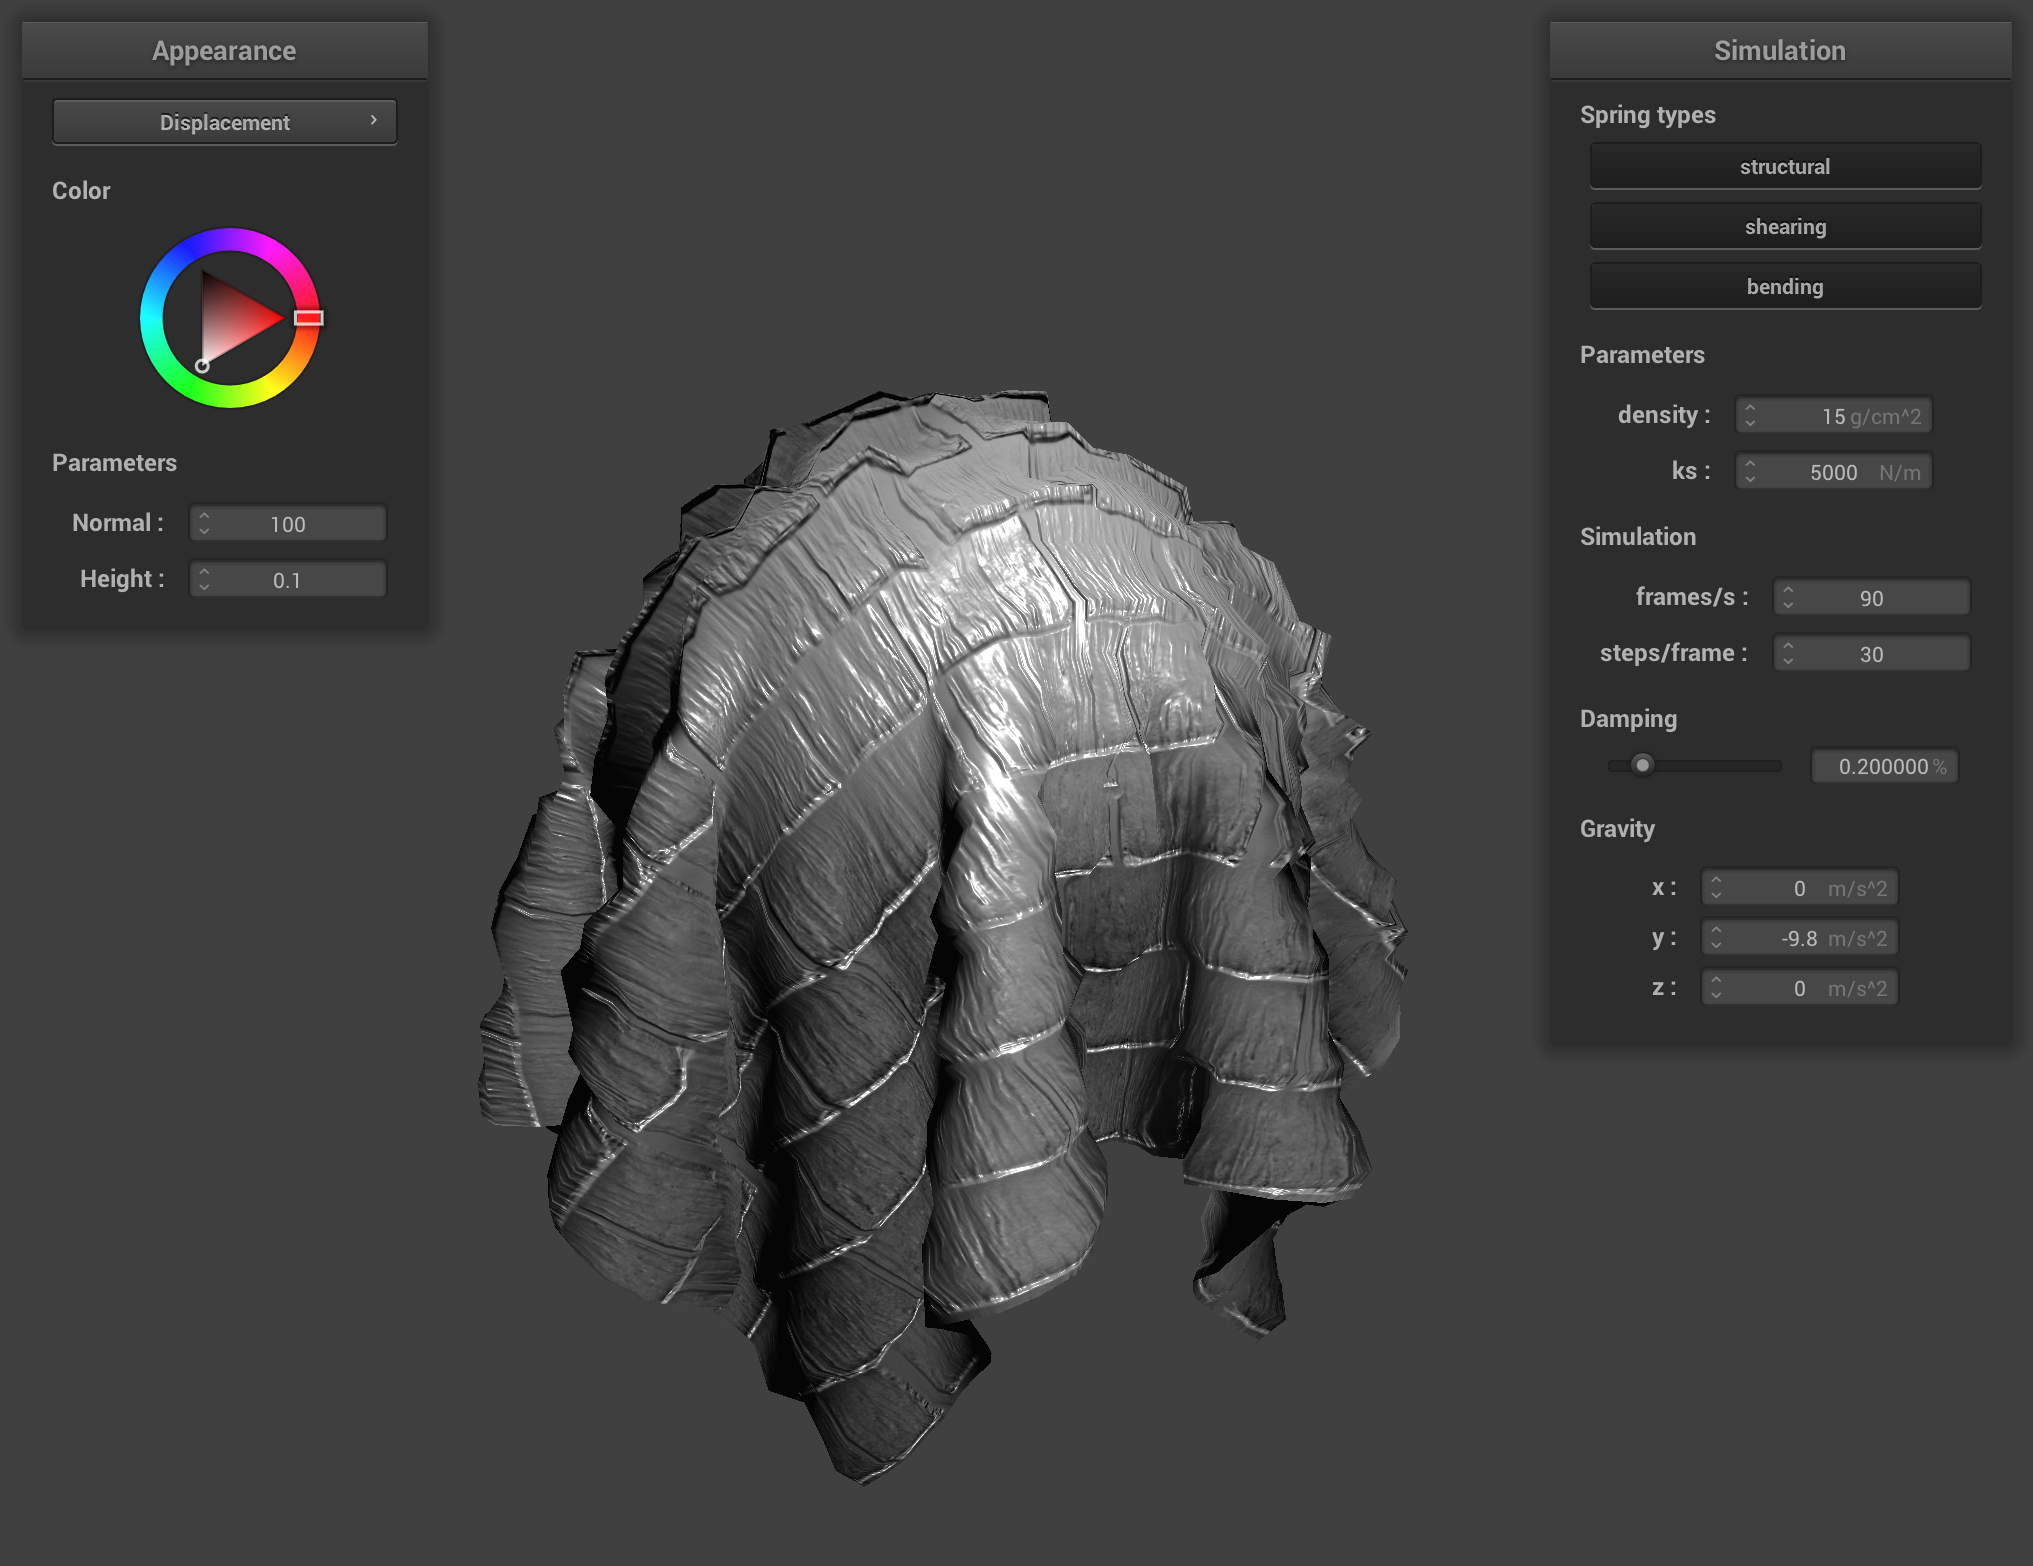 Appearance
Displacement ›
Color
Parameters
Normal : 100
Height : 0.1
Simulation
Spring types
structural
shearing
bending
Parameters
density : 15 g/cm^2
ks : 5000 N/m
Simulation
frames/s : 90
steps/frame : 30
Damping
0.200000 %
Gravity
x : 0 m/s^2
y : -9.8 m/s^2
z : 0 m/s^2